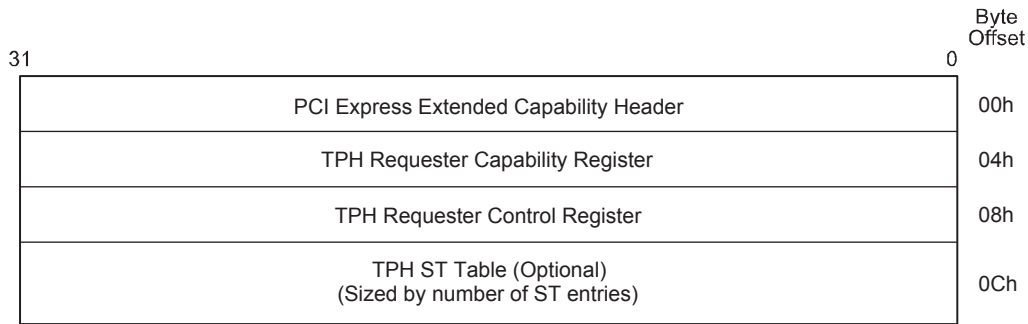 Byte
Offset
31 0
PCI Express Extended Capability Header 00h
TPH Requester Capability Register 04h
TPH Requester Control Register 08h
TPH ST Table (Optional)
(Sized by number of ST entries) 0Ch